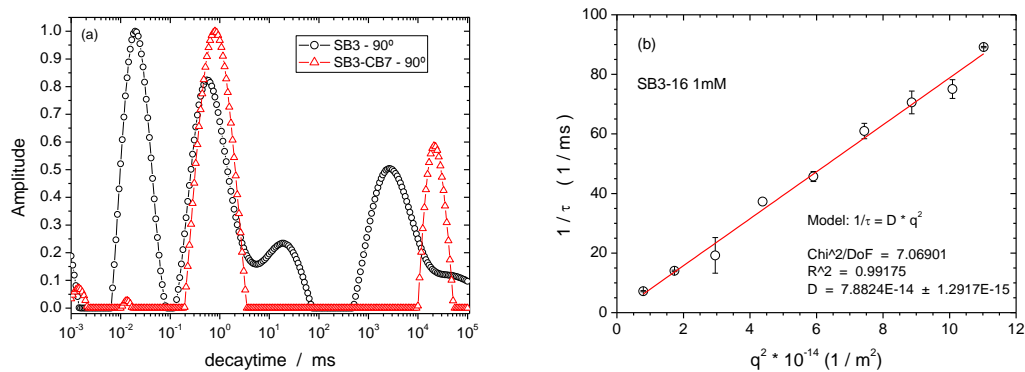 (a)
SB3 - 90º
SB3-CB7 - 90º
1.0
0.9
0.8
0.7
0.6
0.5
0.4
0.3
0.2
0.1
0.0
Amplitude
10⁻³ 10⁻² 10⁻¹ 10⁰ 10¹ 10² 10³ 10⁴ 10⁵
decaytime / ms
(b)
SB3-16 1mM
100
80
60
40
20
0
1/τ ( 1 / ms )
Model: 1/τ = D * q²
Chi^2/DoF = 7.06901
R^2 = 0.99175
D = 7.8824E-14 ± 1.2917E-15
0 2 4 6 8 10 12
q² * 10⁻¹⁴ (1 / m²)